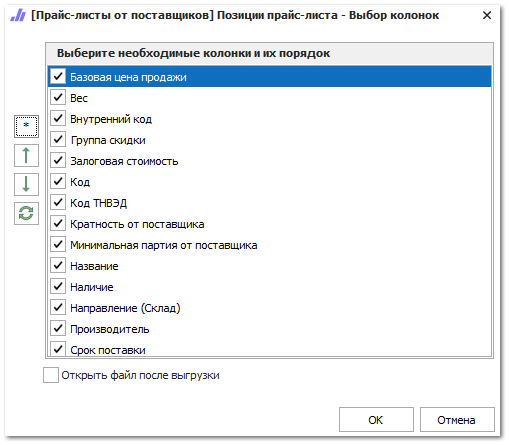 [Прайс-листы от поставщиков] Позиции прайс-листа - Выбор колонок
Выберите необходимые колонки и их порядок
Базовая цена продажи
Вес
Внутренний код
Группа скидки
Залоговая стоимость
Код
Код ТНВЭД
Кратность от поставщика
Минимальная партия от поставщика
Название
Наличие
Направление (Склад)
Производитель
Срок поставки
*
Открыть файл после выгрузки
OK
Отмена